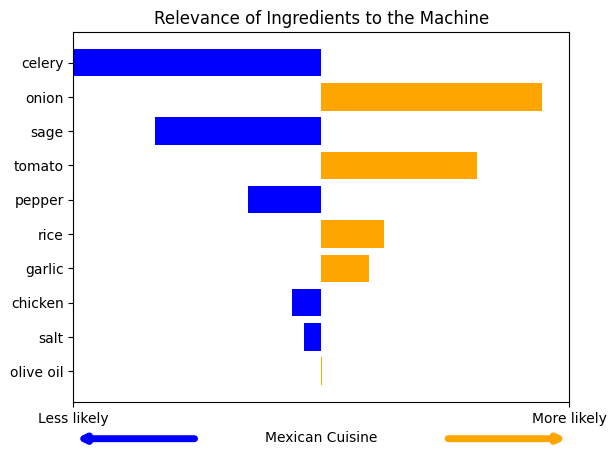 Relevance of Ingredients to the Machine
celery
onion
sage
tomato
pepper
rice
garlic
chicken
salt
olive oil
Less likely
More likely
Mexican Cuisine